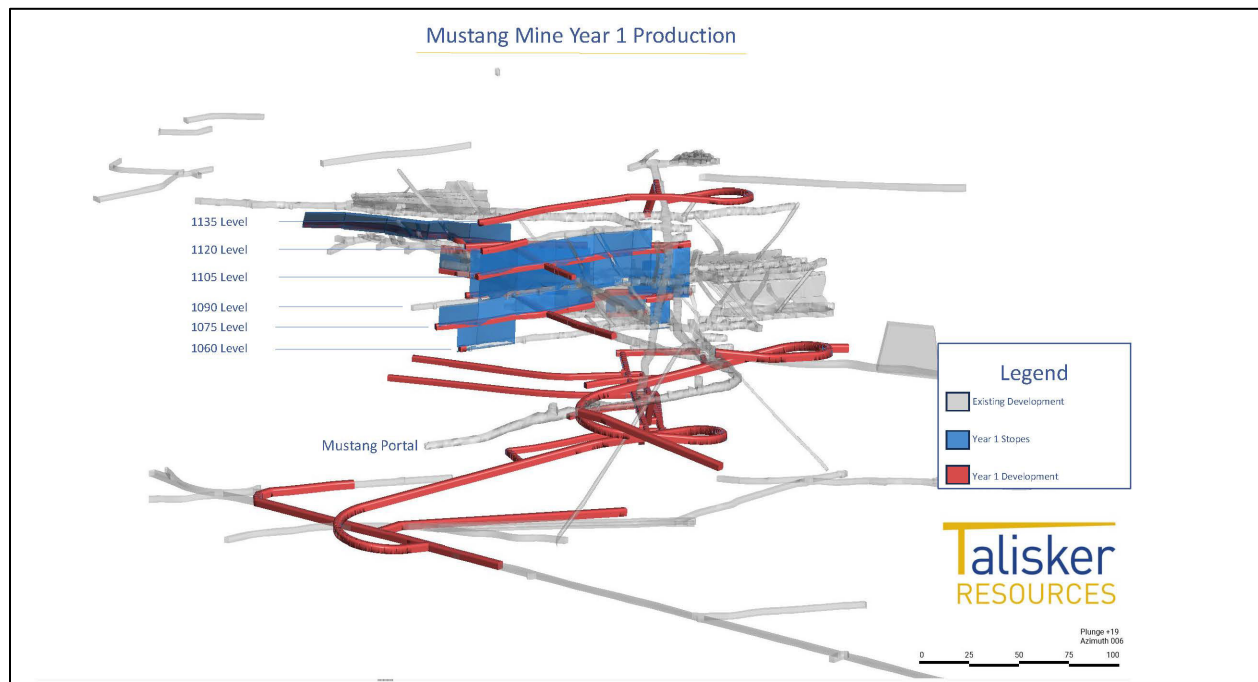 Mustang Mine Year 1 Production
1135 Level
1120 Level
1105 Level
1090 Level
1075 Level
1060 Level
Mustang Portal
Legend
Existing Development
Year 1 Stopes
Year 1 Development
Talisker
RESOURCES
Plunge +19
Azimuth 006
0 25 50 75 100